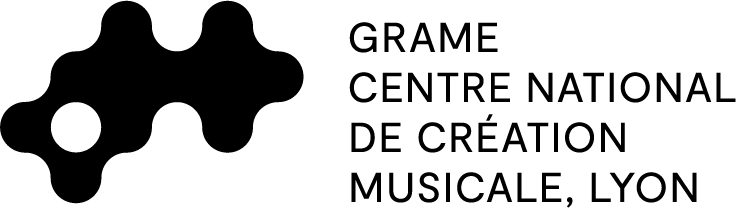 GRAME
CENTRE NATIONAL
DE CRÉATION
MUSICALE, LYON